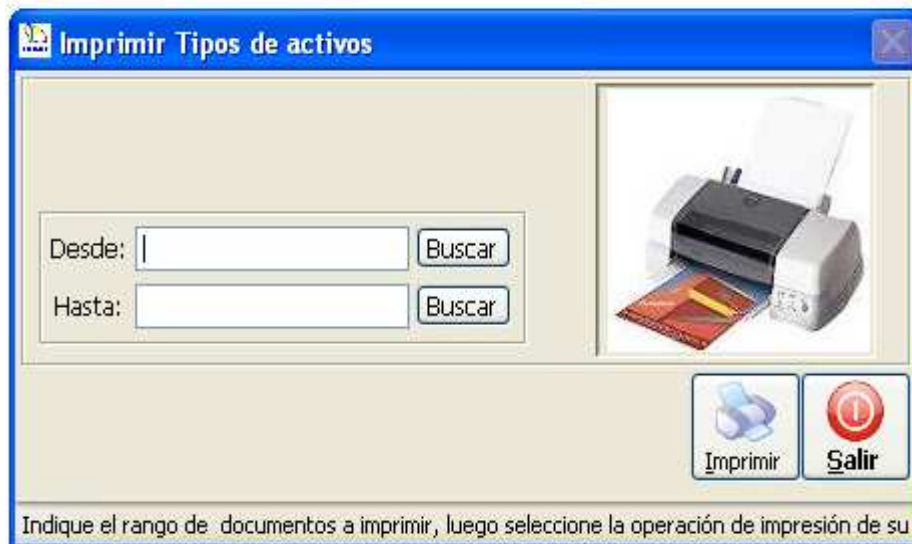 Imprimir Tipos de activos
Desde: Buscar
Hasta: Buscar
Imprimir Salir
Indique el rango de documentos a imprimir, luego seleccione la operación de impresión de su